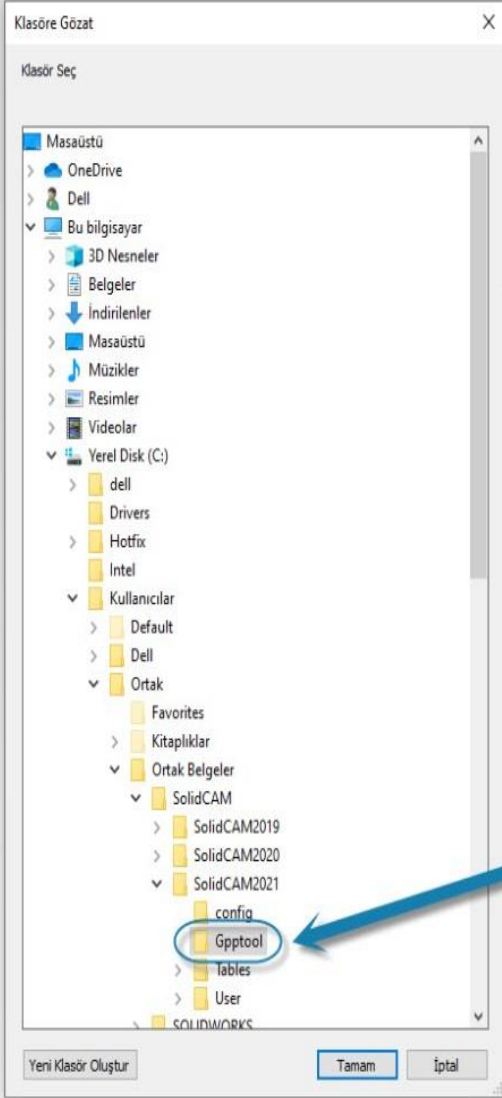 Klasöre Gözat
Klasör Seç
Masaüstü
OneDrive
Dell
Bu bilgisayar
3D Nesneler
Belgeler
İndirilenler
Masaüstü
Müzikler
Resimler
Videolar
Yerel Disk (C:)
dell
Drivers
Hotfix
Intel
Kullanıcılar
Default
Dell
Ortak
Favorites
Kitaplıklar
Ortak Belgeler
SolidCAM
SolidCAM2019
SolidCAM2020
SolidCAM2021
config
Gpptool
Tables
User
SOLIDWORKS
Yeni Klasör Oluştur Tamam İptal